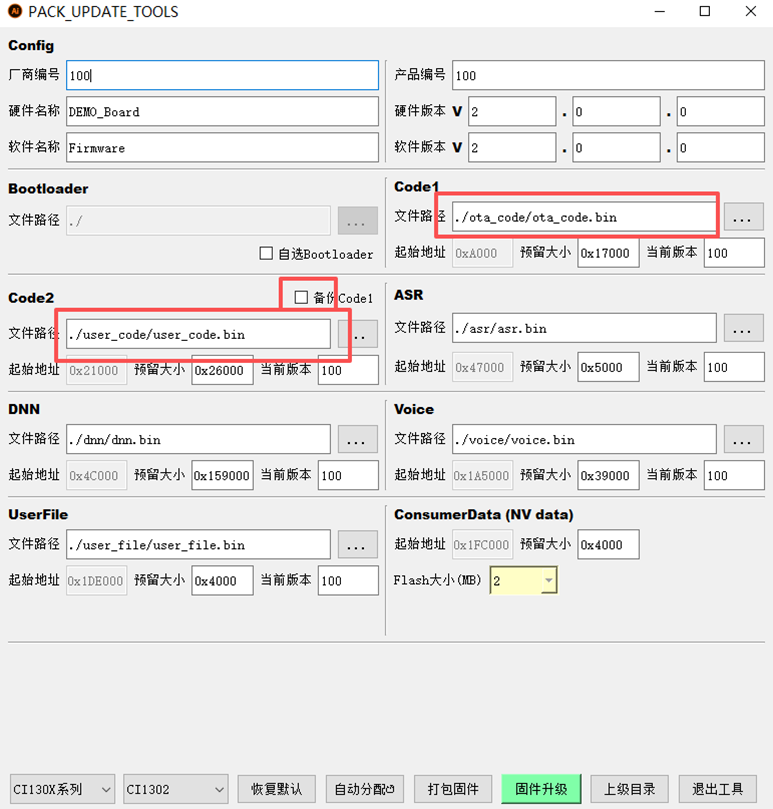 PACK_UPDATE_TOOLS
Config
厂商编号 100
产品编号 100
硬件名称 DEMO_Board
硬件版本 V 2 . 0 . 0
软件名称 Firmware
软件版本 V 2 . 0 . 0
Bootloader
文件路径 ./ ...
自选Bootloader
Code1
文件路径 ./ota_code/ota_code.bin ...
起始地址 0xA000 预留大小 0x17000 当前版本 100
Code2 备份Code1
文件路径 ./user_code/user_code.bin ...
起始地址 0x21000 预留大小 0x26000 当前版本 100
ASR
文件路径 ./asr/asr.bin ...
起始地址 0x47000 预留大小 0x5000 当前版本 100
DNN
文件路径 ./dnn/dnn.bin ...
起始地址 0x4C000 预留大小 0x159000 当前版本 100
Voice
文件路径 ./voice/voice.bin ...
起始地址 0x1A5000 预留大小 0x39000 当前版本 100
UserFile
文件路径 ./user_file/user_file.bin ...
起始地址 0x1DE000 预留大小 0x4000 当前版本 100
ConsumerData (NV data)
起始地址 0x1FC000 预留大小 0x4000
Flash大小(MB) 2
CI130X系列 CI1302 恢复默认 自动分配 打包固件 固件升级 上级目录 退出工具